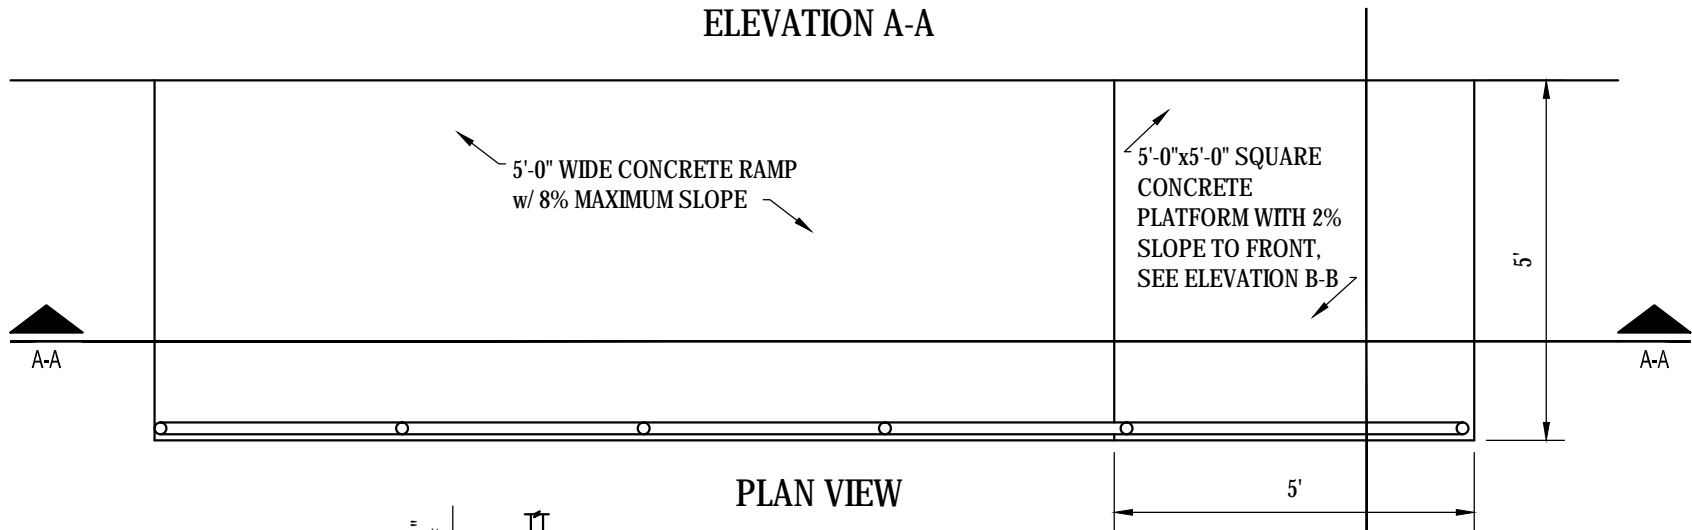 ELEVATION A-A
5'-0" WIDE CONCRETE RAMP
w/ 8% MAXIMUM SLOPE
5'-0"x5'-0" SQUARE
CONCRETE
PLATFORM WITH 2%
SLOPE TO FRONT,
SEE ELEVATION B-B
5'
A-A
A-A
PLAN VIEW
5'